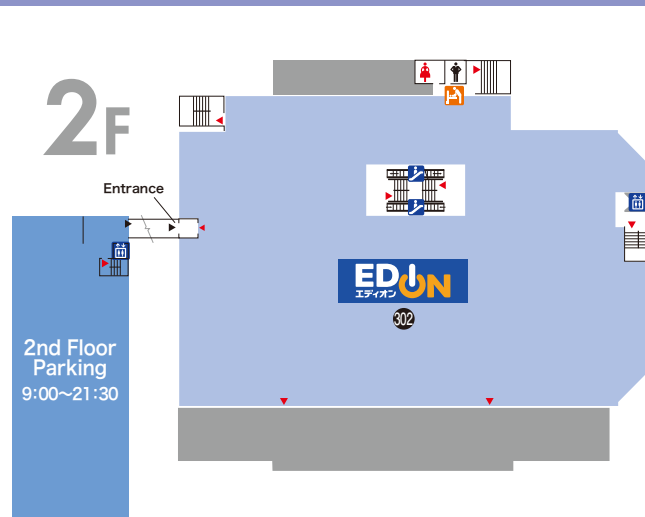 2F
Entrance
EDION
エディオン
302
2nd Floor
Parking
9:00～21:30